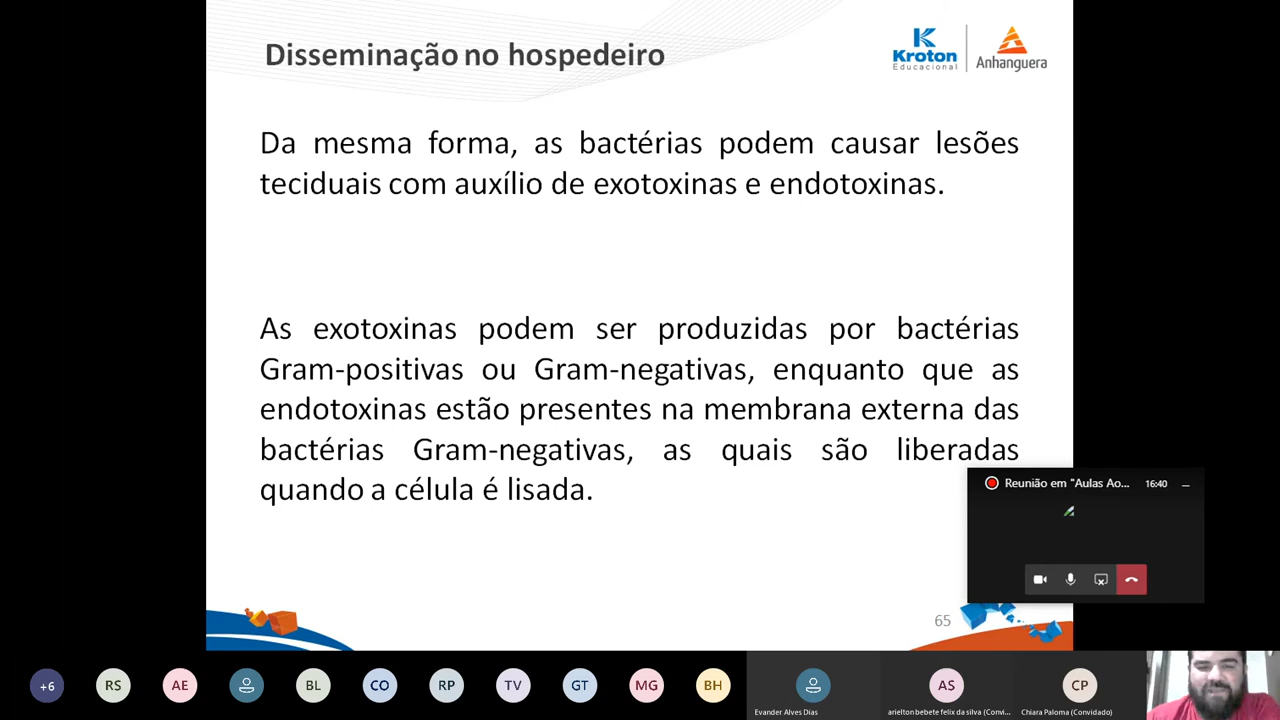 Disseminação no hospedeiro
Kroton
Educacional
Anhanguera
Da mesma forma, as bactérias podem causar lesões
teciduais com auxílio de exotoxinas e endotoxinas.
As exotoxinas podem ser produzidas por bactérias
Gram-positivas ou Gram-negativas, enquanto que as
endotoxinas estão presentes na membrana externa das
bactérias Gram-negativas, as quais são liberadas
quando a célula é lisada.
Reunião em "Aulas Ao... 16:40
65
+6 RS AE BL CO RP TV GT MG BH AS CP
Evander Alves Dias arielton bebete felix da silva (Convi... Chiara Paloma (Convidado)